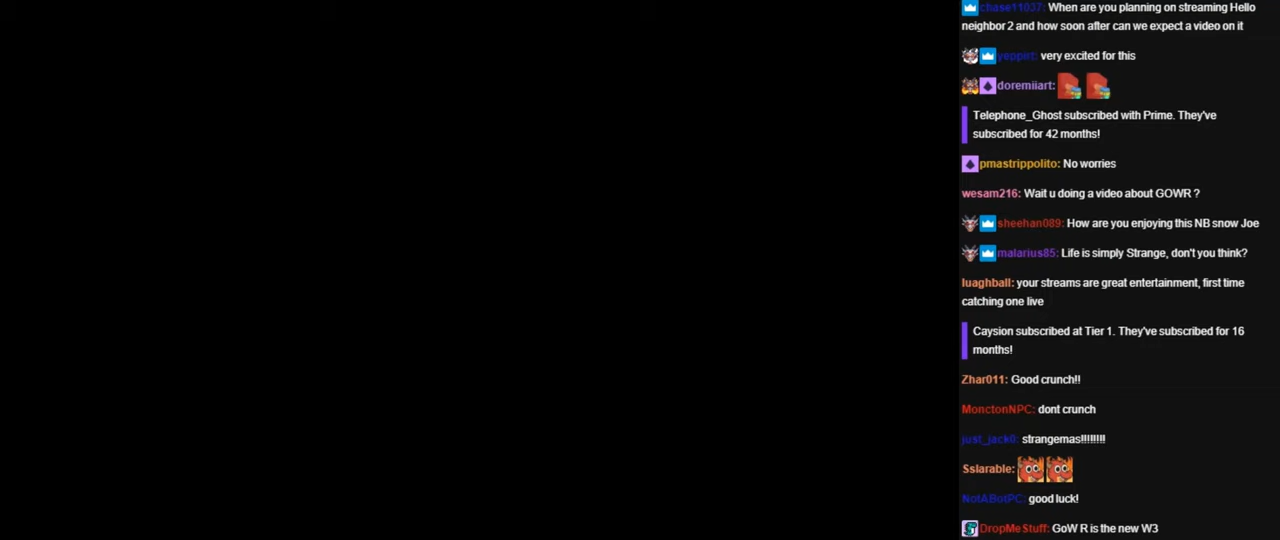 chase11037: When are you planning on streaming Hello
neighbor 2 and how soon after can we expect a video on it
yeppirt: very excited for this
doremiiart:
Telephone_Ghost subscribed with Prime. They've
subscribed for 42 months!
pmastrippolito: No worries
wesam216: Wait u doing a video about GOWR ?
sheehan089: How are you enjoying this NB snow Joe
malarius85: Life is simply Strange, don't you think?
luaghball: your streams are great entertainment, first time
catching one live
Caysion subscribed at Tier 1. They've subscribed for 16
months!
Zhar011: Good crunch!!
MonctonNPC: dont crunch
just_jack0: strangemas!!!!!!!!
Sslarable:
NotABotPC: good luck!
DropMeStuff: GoW R is the new W3